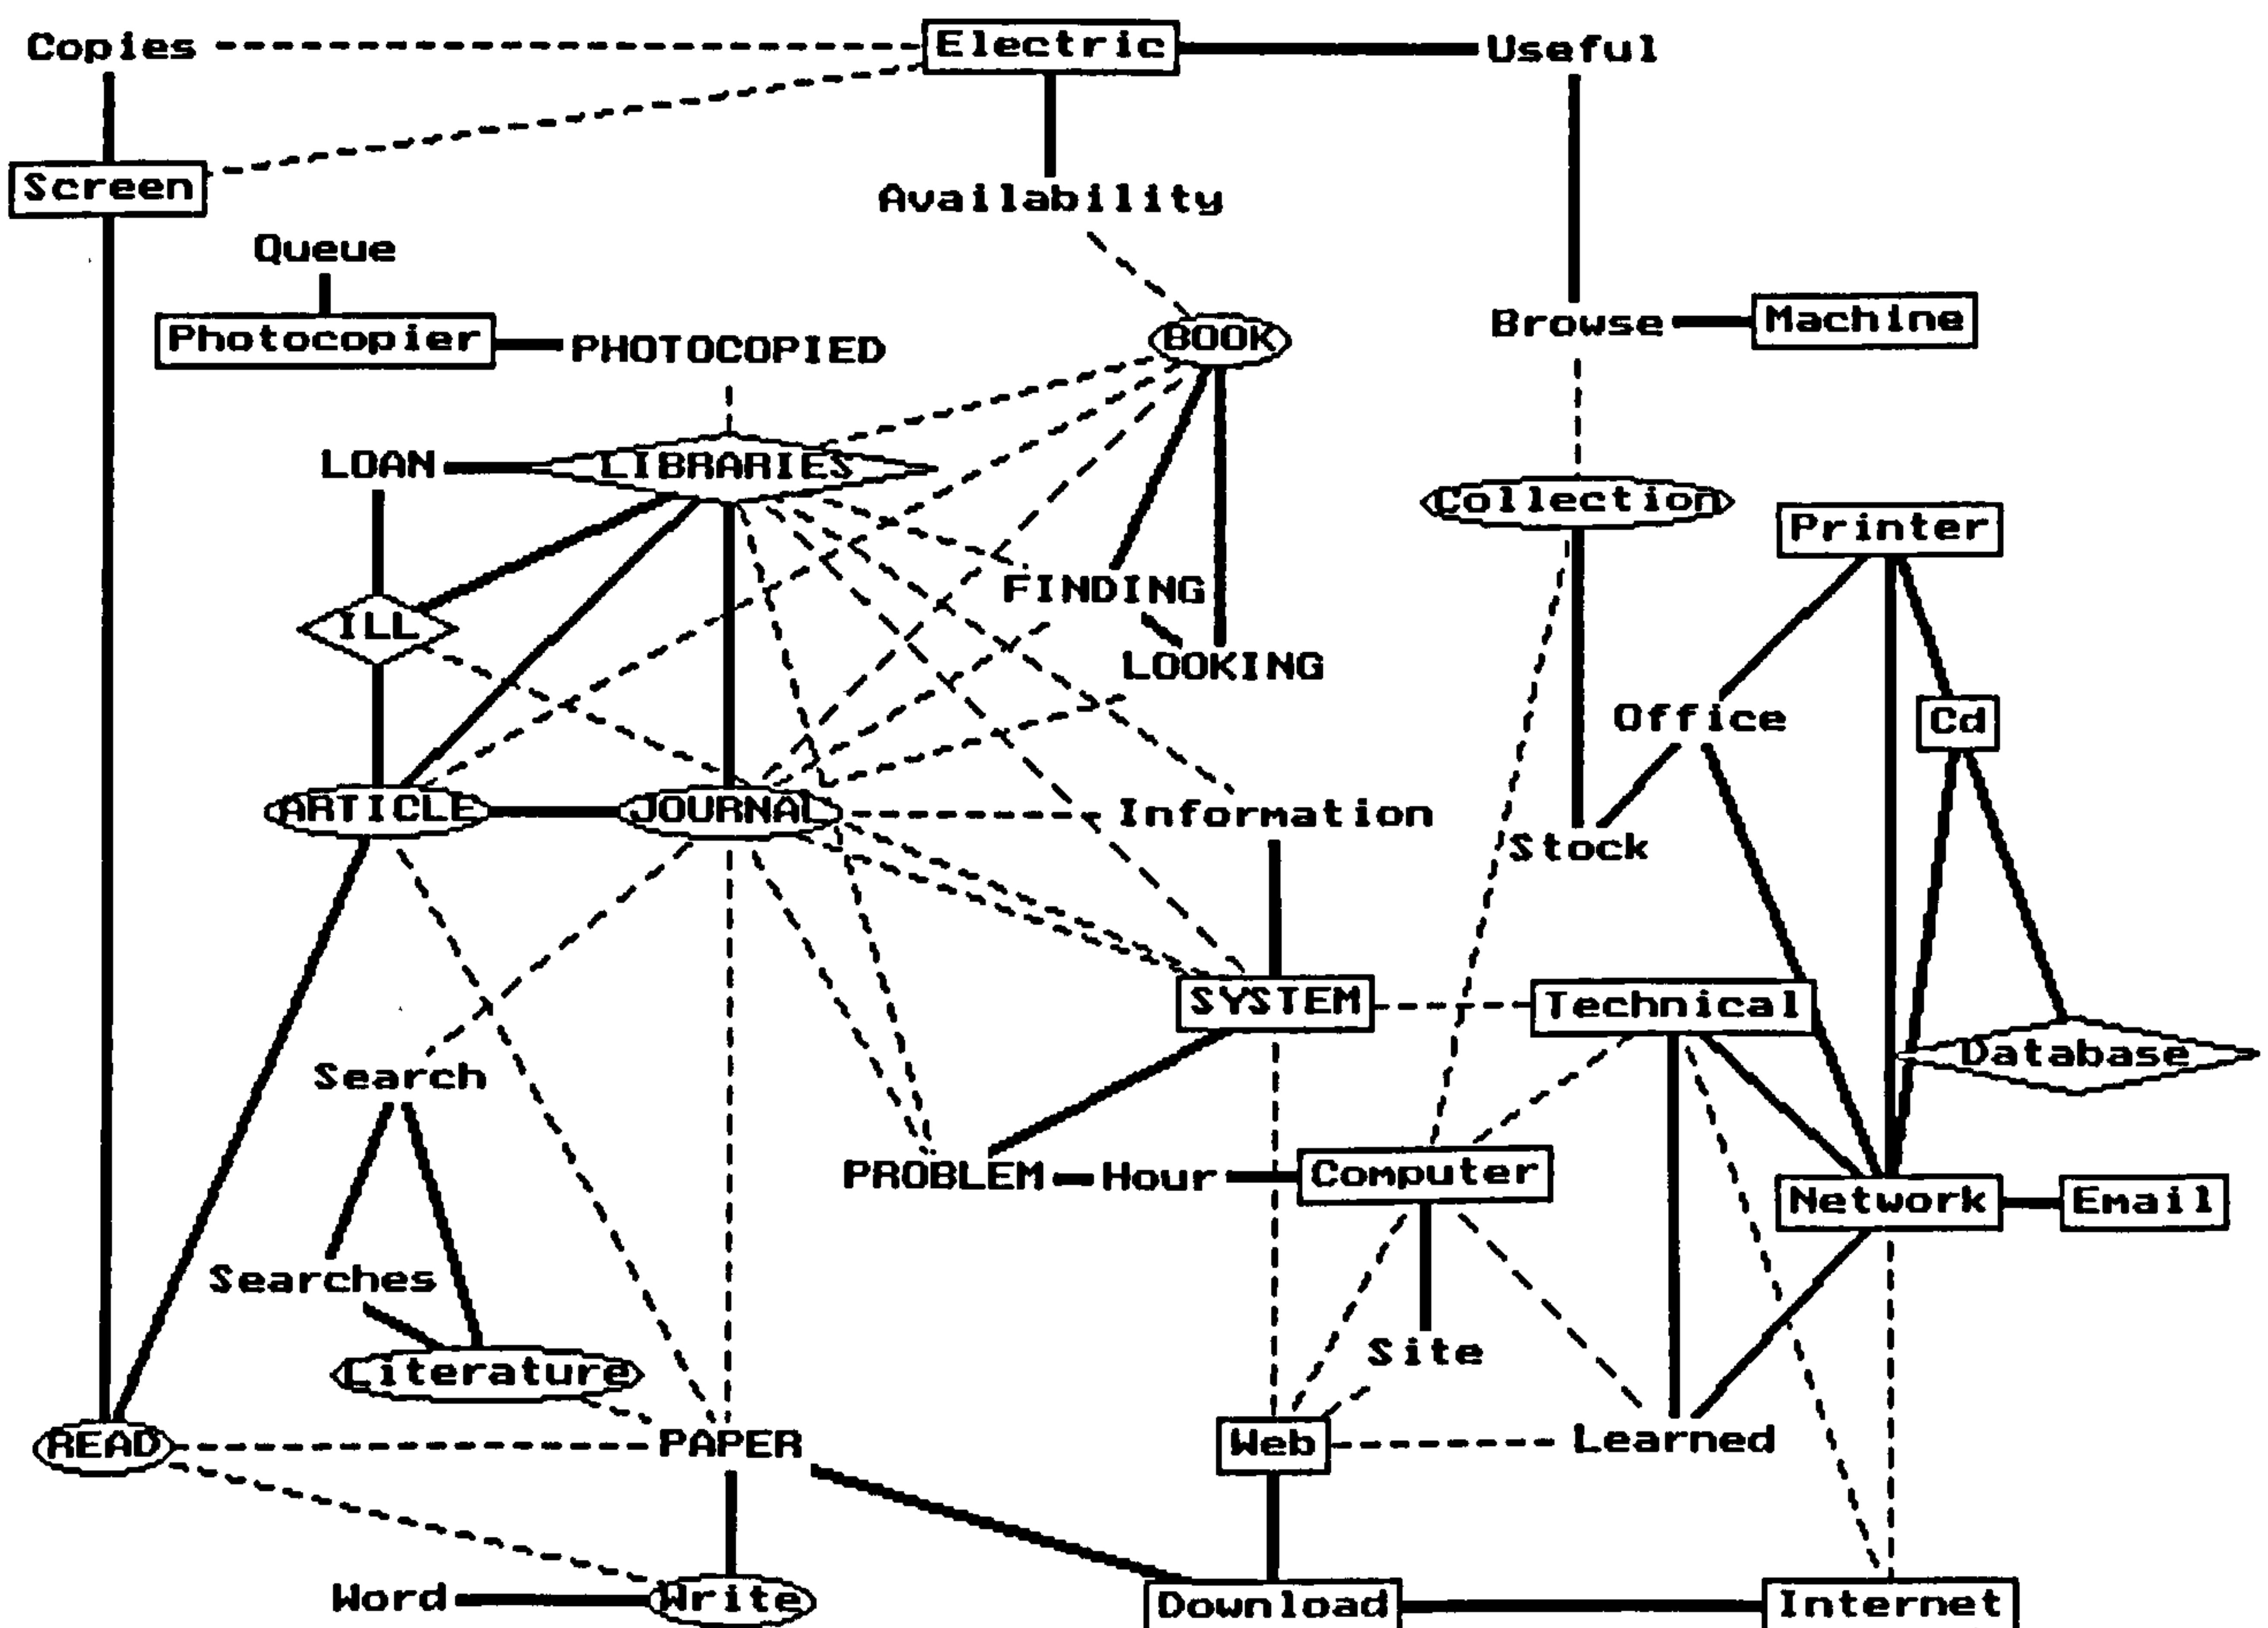 Copies
Electric
Useful
Screen
Availability
Queue
Photocopier
PHOTOCOPIED
BOOK
Browse
Machine
LOAN
LIBRARIES
Collection
Printer
FINDING
ILL
LOOKING
Office
Cd
ARTICLE
JOURNAL
Information
Stock
SYSTEM
Technical
Database
Search
PROBLEM
Hour
Computer
Network
Email
Searches
Site
Literature
READ
PAPER
Web
Learned
Word
Write
Download
Internet